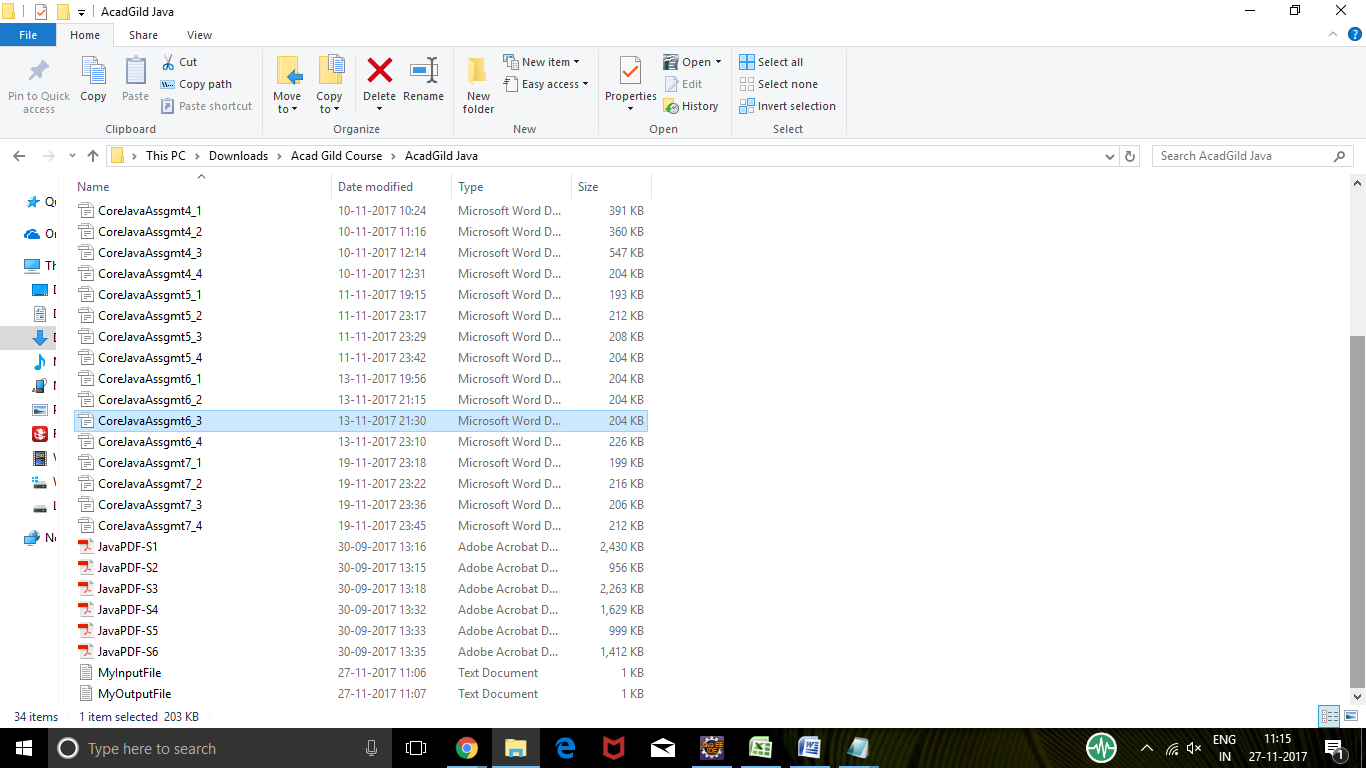 AcadGild Java
File Home Share View
Pin to Quick access
Copy
Paste
Cut
Copy path
Paste shortcut
Clipboard
Move to
Copy to
Delete
Rename
Organize
New folder
New item
Easy access
New
Properties
Open
Edit
History
Open
Select all
Select none
Invert selection
Select
This PC Downloads Acad Gild Course AcadGild Java
Search AcadGild Java
Name Date modified Type Size
CoreJavaAssgmt4_1 10-11-2017 10:24 Microsoft Word D... 391 KB
CoreJavaAssgmt4_2 10-11-2017 11:16 Microsoft Word D... 360 KB
CoreJavaAssgmt4_3 10-11-2017 12:14 Microsoft Word D... 547 KB
CoreJavaAssgmt4_4 10-11-2017 12:31 Microsoft Word D... 204 KB
CoreJavaAssgmt5_1 11-11-2017 19:15 Microsoft Word D... 193 KB
CoreJavaAssgmt5_2 11-11-2017 23:17 Microsoft Word D... 212 KB
CoreJavaAssgmt5_3 11-11-2017 23:29 Microsoft Word D... 208 KB
CoreJavaAssgmt5_4 11-11-2017 23:42 Microsoft Word D... 204 KB
CoreJavaAssgmt6_1 13-11-2017 19:56 Microsoft Word D... 204 KB
CoreJavaAssgmt6_2 13-11-2017 21:15 Microsoft Word D... 204 KB
CoreJavaAssgmt6_3 13-11-2017 21:30 Microsoft Word D... 204 KB
CoreJavaAssgmt6_4 13-11-2017 23:10 Microsoft Word D... 226 KB
CoreJavaAssgmt7_1 19-11-2017 23:18 Microsoft Word D... 199 KB
CoreJavaAssgmt7_2 19-11-2017 23:22 Microsoft Word D... 216 KB
CoreJavaAssgmt7_3 19-11-2017 23:36 Microsoft Word D... 206 KB
CoreJavaAssgmt7_4 19-11-2017 23:45 Microsoft Word D... 212 KB
JavaPDF-S1 30-09-2017 13:16 Adobe Acrobat D... 2,430 KB
JavaPDF-S2 30-09-2017 13:15 Adobe Acrobat D... 956 KB
JavaPDF-S3 30-09-2017 13:18 Adobe Acrobat D... 2,263 KB
JavaPDF-S4 30-09-2017 13:32 Adobe Acrobat D... 1,629 KB
JavaPDF-S5 30-09-2017 13:33 Adobe Acrobat D... 999 KB
JavaPDF-S6 30-09-2017 13:35 Adobe Acrobat D... 1,412 KB
MyInputFile 27-11-2017 11:06 Text Document 1 KB
MyOutputFile 27-11-2017 11:07 Text Document 1 KB
34 items 1 item selected 203 KB
Type here to search
ENG
IN
11:15
27-11-2017
1